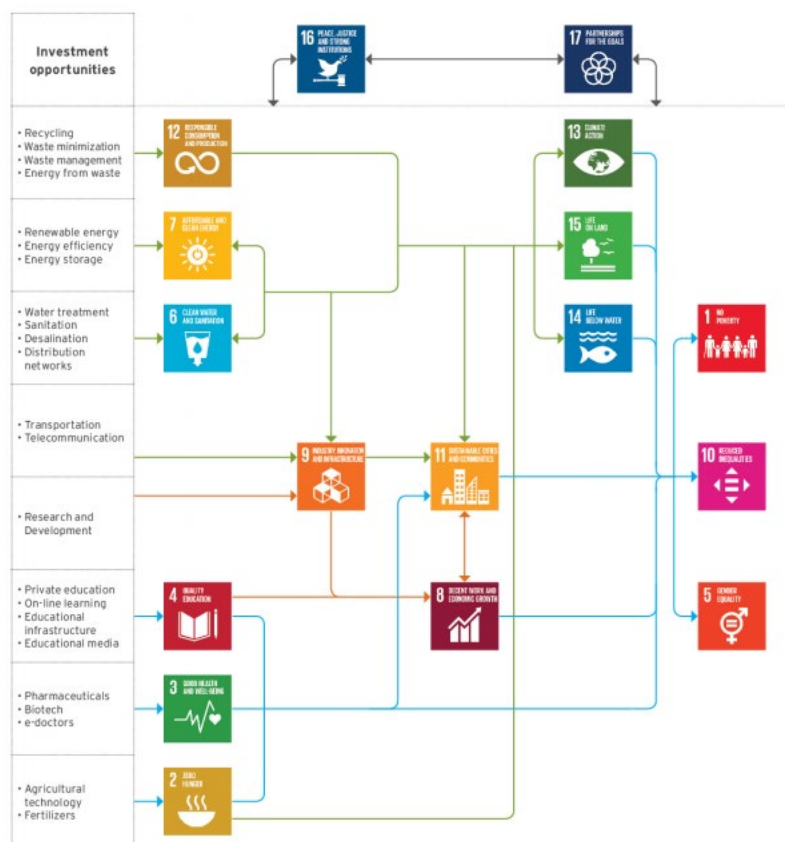 Investment
opportunities
16 PEACE, JUSTICE
AND STRONG
INSTITUTIONS
17 PARTNERSHIPS
FOR THE GOALS
• Recycling
• Waste minimization
• Waste management
• Energy from waste
12 RESPONSIBLE
CONSUMPTION
AND PRODUCTION
13 CLIMATE
ACTION
• Renewable energy
• Energy efficiency
• Energy storage
7 AFFORDABLE AND
CLEAN ENERGY
15 LIFE
ON LAND
• Water treatment
• Sanitation
• Desalination
• Distribution
networks
6 CLEAN WATER
AND SANITATION
14 LIFE
BELOW WATER
1 NO
POVERTY
• Transportation
• Telecommunication
9 INDUSTRY, INNOVATION
AND INFRASTRUCTURE
11 SUSTAINABLE CITIES
AND COMMUNITIES
10 REDUCED
INEQUALITIES
• Research and
Development
• Private education
• On-line learning
• Educational
infrastructure
• Educational media
4 QUALITY
EDUCATION
8 DECENT WORK AND
ECONOMIC GROWTH
5 GENDER
EQUALITY
• Pharmaceuticals
• Biotech
• e-doctors
3 GOOD HEALTH
AND WELL-BEING
• Agricultural
technology
• Fertilizers
2 ZERO
HUNGER